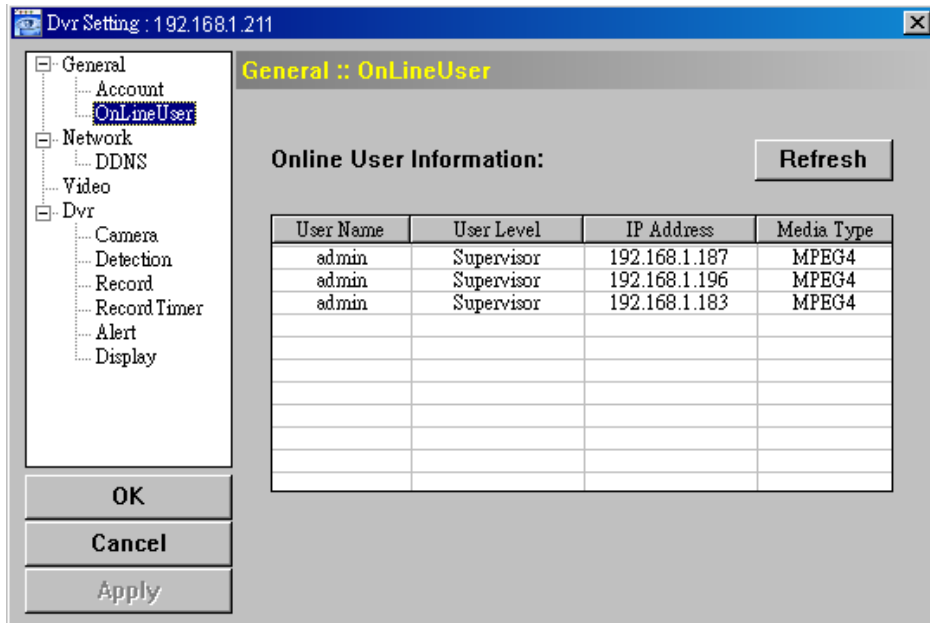 Dvr Setting : 192.168.1.211
General
Account
OnLineUser
Network
DDNS
Video
Dvr
Camera
Detection
Record
Record Timer
Alert
Display
OK
Cancel
Apply
General :: OnLineUser
Online User Information:
Refresh
User Name User Level IP Address Media Type
admin Supervisor 192.168.1.187 MPEG4
admin Supervisor 192.168.1.196 MPEG4
admin Supervisor 192.168.1.183 MPEG4